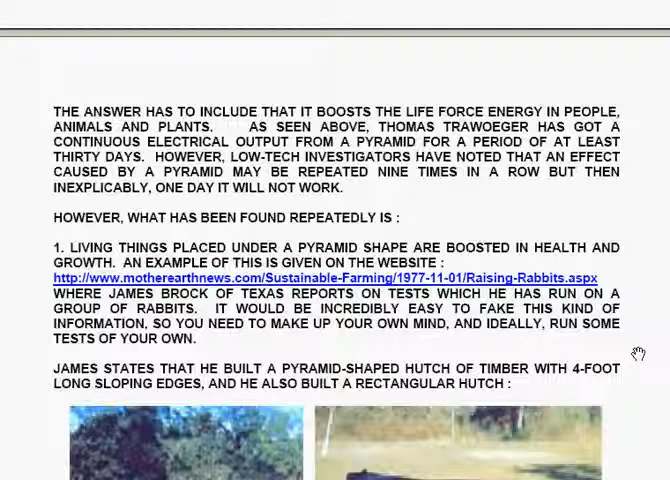 THE ANSWER HAS TO INCLUDE THAT IT BOOSTS THE LIFE FORCE ENERGY IN PEOPLE,
ANIMALS AND PLANTS. AS SEEN ABOVE, THOMAS TRAWOEGER HAS GOT A
CONTINUOUS ELECTRICAL OUTPUT FROM A PYRAMID FOR A PERIOD OF AT LEAST
THIRTY DAYS. HOWEVER, LOW-TECH INVESTIGATORS HAVE NOTED THAT AN EFFECT
CAUSED BY A PYRAMID MAY BE REPEATED NINE TIMES IN A ROW BUT THEN
INEXPLICABLY, ONE DAY IT WILL NOT WORK.
HOWEVER, WHAT HAS BEEN FOUND REPEATEDLY IS :
1. LIVING THINGS PLACED UNDER A PYRAMID SHAPE ARE BOOSTED IN HEALTH AND
GROWTH. AN EXAMPLE OF THIS IS GIVEN ON THE WEBSITE :
http://www.motherearthnews.com/Sustainable-Farming/1977-11-01/Raising-Rabbits.aspx
WHERE JAMES BROCK OF TEXAS REPORTS ON TESTS WHICH HE HAS RUN ON A
GROUP OF RABBITS. IT WOULD BE INCREDIBLY EASY TO FAKE THIS KIND OF
INFORMATION, SO YOU NEED TO MAKE UP YOUR OWN MIND, AND IDEALLY, RUN SOME
TESTS OF YOUR OWN.
JAMES STATES THAT HE BUILT A PYRAMID-SHAPED HUTCH OF TIMBER WITH 4-FOOT
LONG SLOPING EDGES, AND HE ALSO BUILT A RECTANGULAR HUTCH :